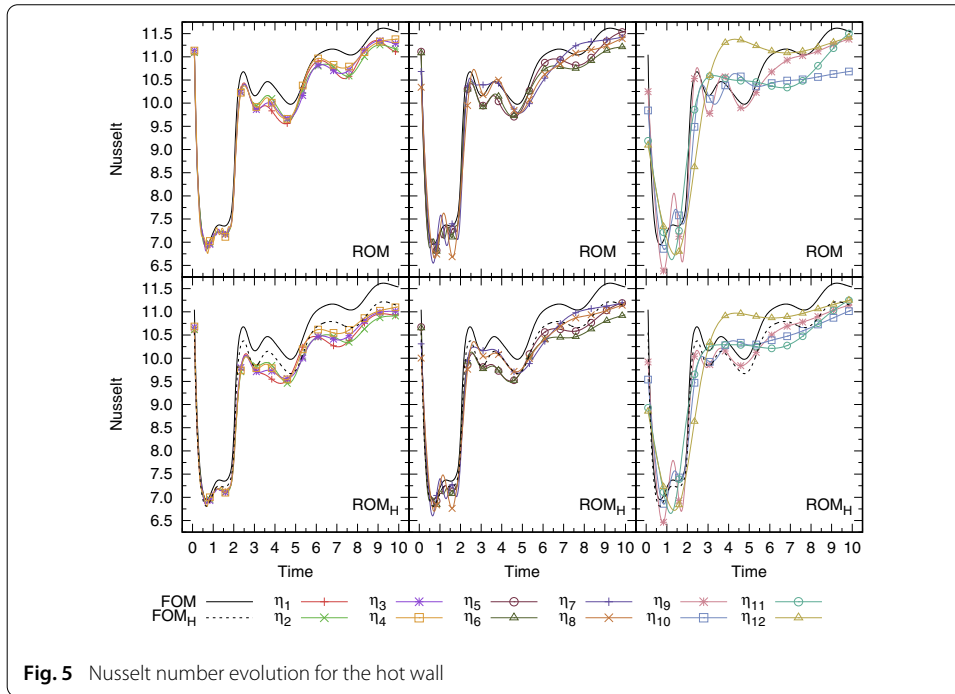 11.5
11.0
10.5
10.0
9.5
9.0
8.5
8.0
7.5
7.0
6.5
Nusselt
ROM
ROM
ROM
11.5
11.0
10.5
10.0
9.5
9.0
8.5
8.0
7.5
7.0
6.5
Nusselt
ROM_H
ROM_H
ROM_H
0 1 2 3 4 5 6 7 8 9 10
0 1 2 3 4 5 6 7 8 9 10
0 1 2 3 4 5 6 7 8 9 10
Time
Time
Time
FOM η1 η3 η5 η7 η9 η11
FOM_H η2 η4 η6 η8 η10 η12
Fig. 5 Nusselt number evolution for the hot wall